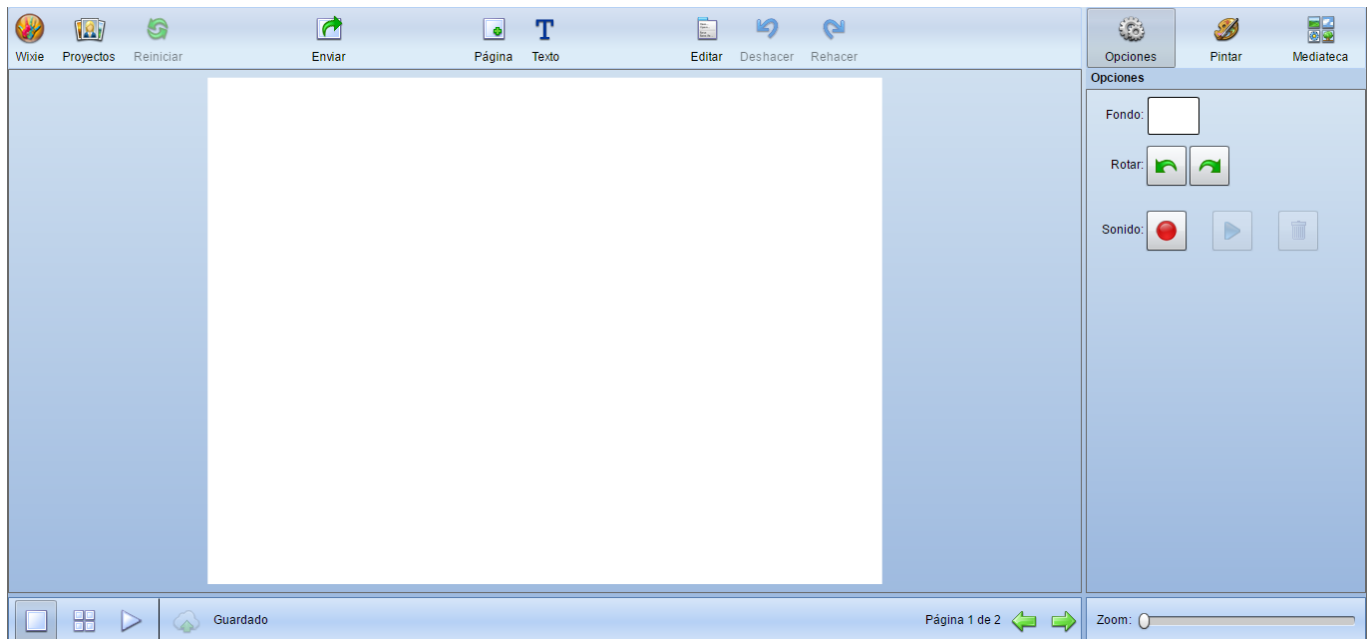 Wixie Proyectos Reiniciar Enviar Página Texto Editar Deshacer Rehacer Opciones Pintar Mediateca
Opciones
Fondo:
Rotar:
Sonido:
Guardado Página 1 de 2 Zoom: